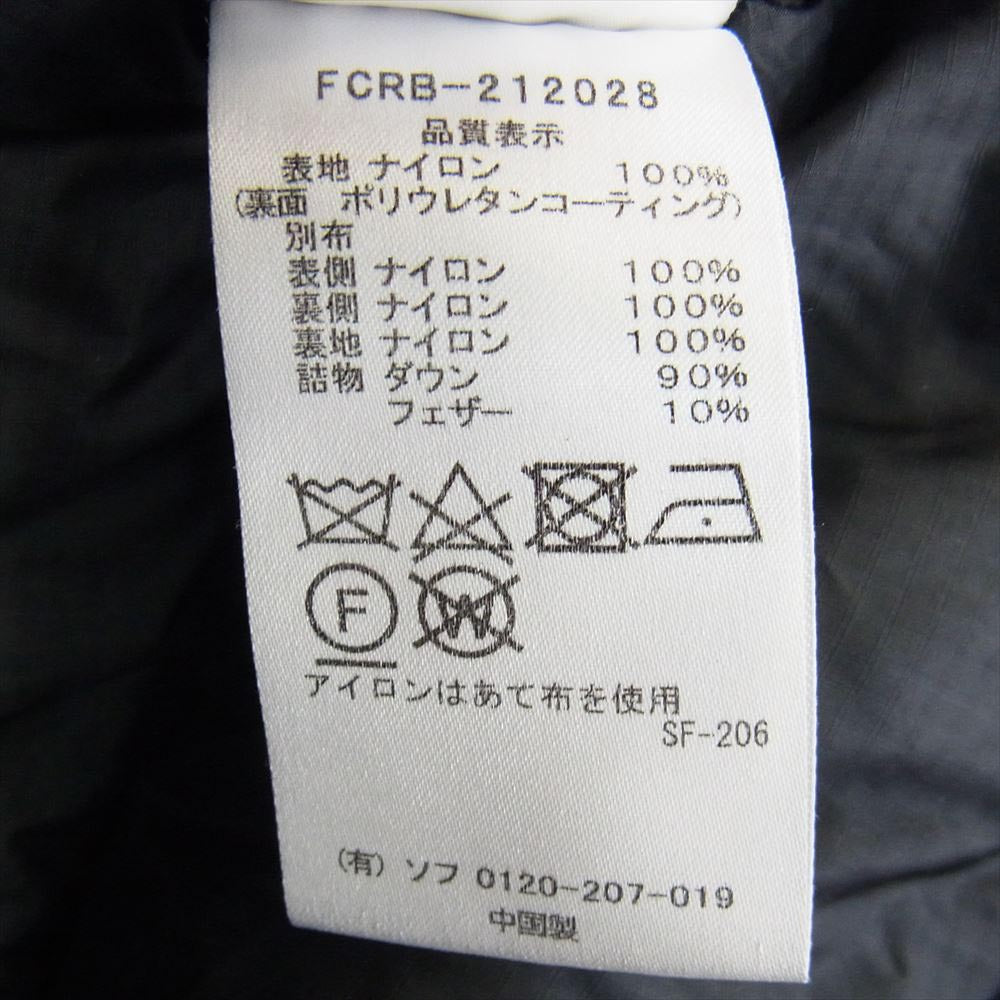 FCRB-212028
品質表示
表地 ナイロン 100%
(裏面 ポリウレタンコーティング)
別布
表側 ナイロン 100%
裏側 ナイロン 100%
裏地 ナイロン 100%
詰物 ダウン 90%
フェザー 10%
F W
アイロンはあて布を使用
SF-206
(有) ソフ 0120-207-019
中国製